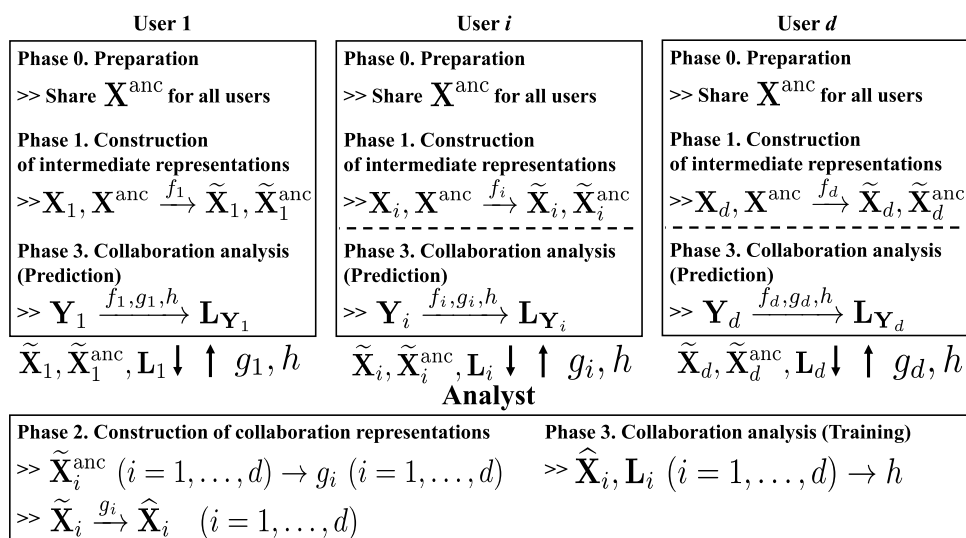 User 1
Phase 0. Preparation
>> Share X^anc for all users
Phase 1. Construction
of intermediate representations
>> X_1, X^anc —f_1→ X̃_1, X̃_1^anc
Phase 3. Collaboration analysis
(Prediction)
>> Y_1 —f_1, g_1, h→ L_{Y_1}
X̃_1, X̃_1^anc, L_1 ↓ ↑ g_1, h
User i
Phase 0. Preparation
>> Share X^anc for all users
Phase 1. Construction
of intermediate representations
>> X_i, X^anc —f_i→ X̃_i, X̃_i^anc
Phase 3. Collaboration analysis
(Prediction)
>> Y_i —f_i, g_i, h→ L_{Y_i}
X̃_i, X̃_i^anc, L_i ↓ ↑ g_i, h
User d
Phase 0. Preparation
>> Share X^anc for all users
Phase 1. Construction
of intermediate representations
>> X_d, X^anc —f_d→ X̃_d, X̃_d^anc
Phase 3. Collaboration analysis
(Prediction)
>> Y_d —f_d, g_d, h→ L_{Y_d}
X̃_d, X̃_d^anc, L_d ↓ ↑ g_d, h
Analyst
Phase 2. Construction of collaboration representations
>> X̃_i^anc (i = 1, . . . , d) → g_i (i = 1, . . . , d)
>> X̃_i —g_i→ X̂_i (i = 1, . . . , d)
Phase 3. Collaboration analysis (Training)
>> X̂_i, L_i (i = 1, . . . , d) → h